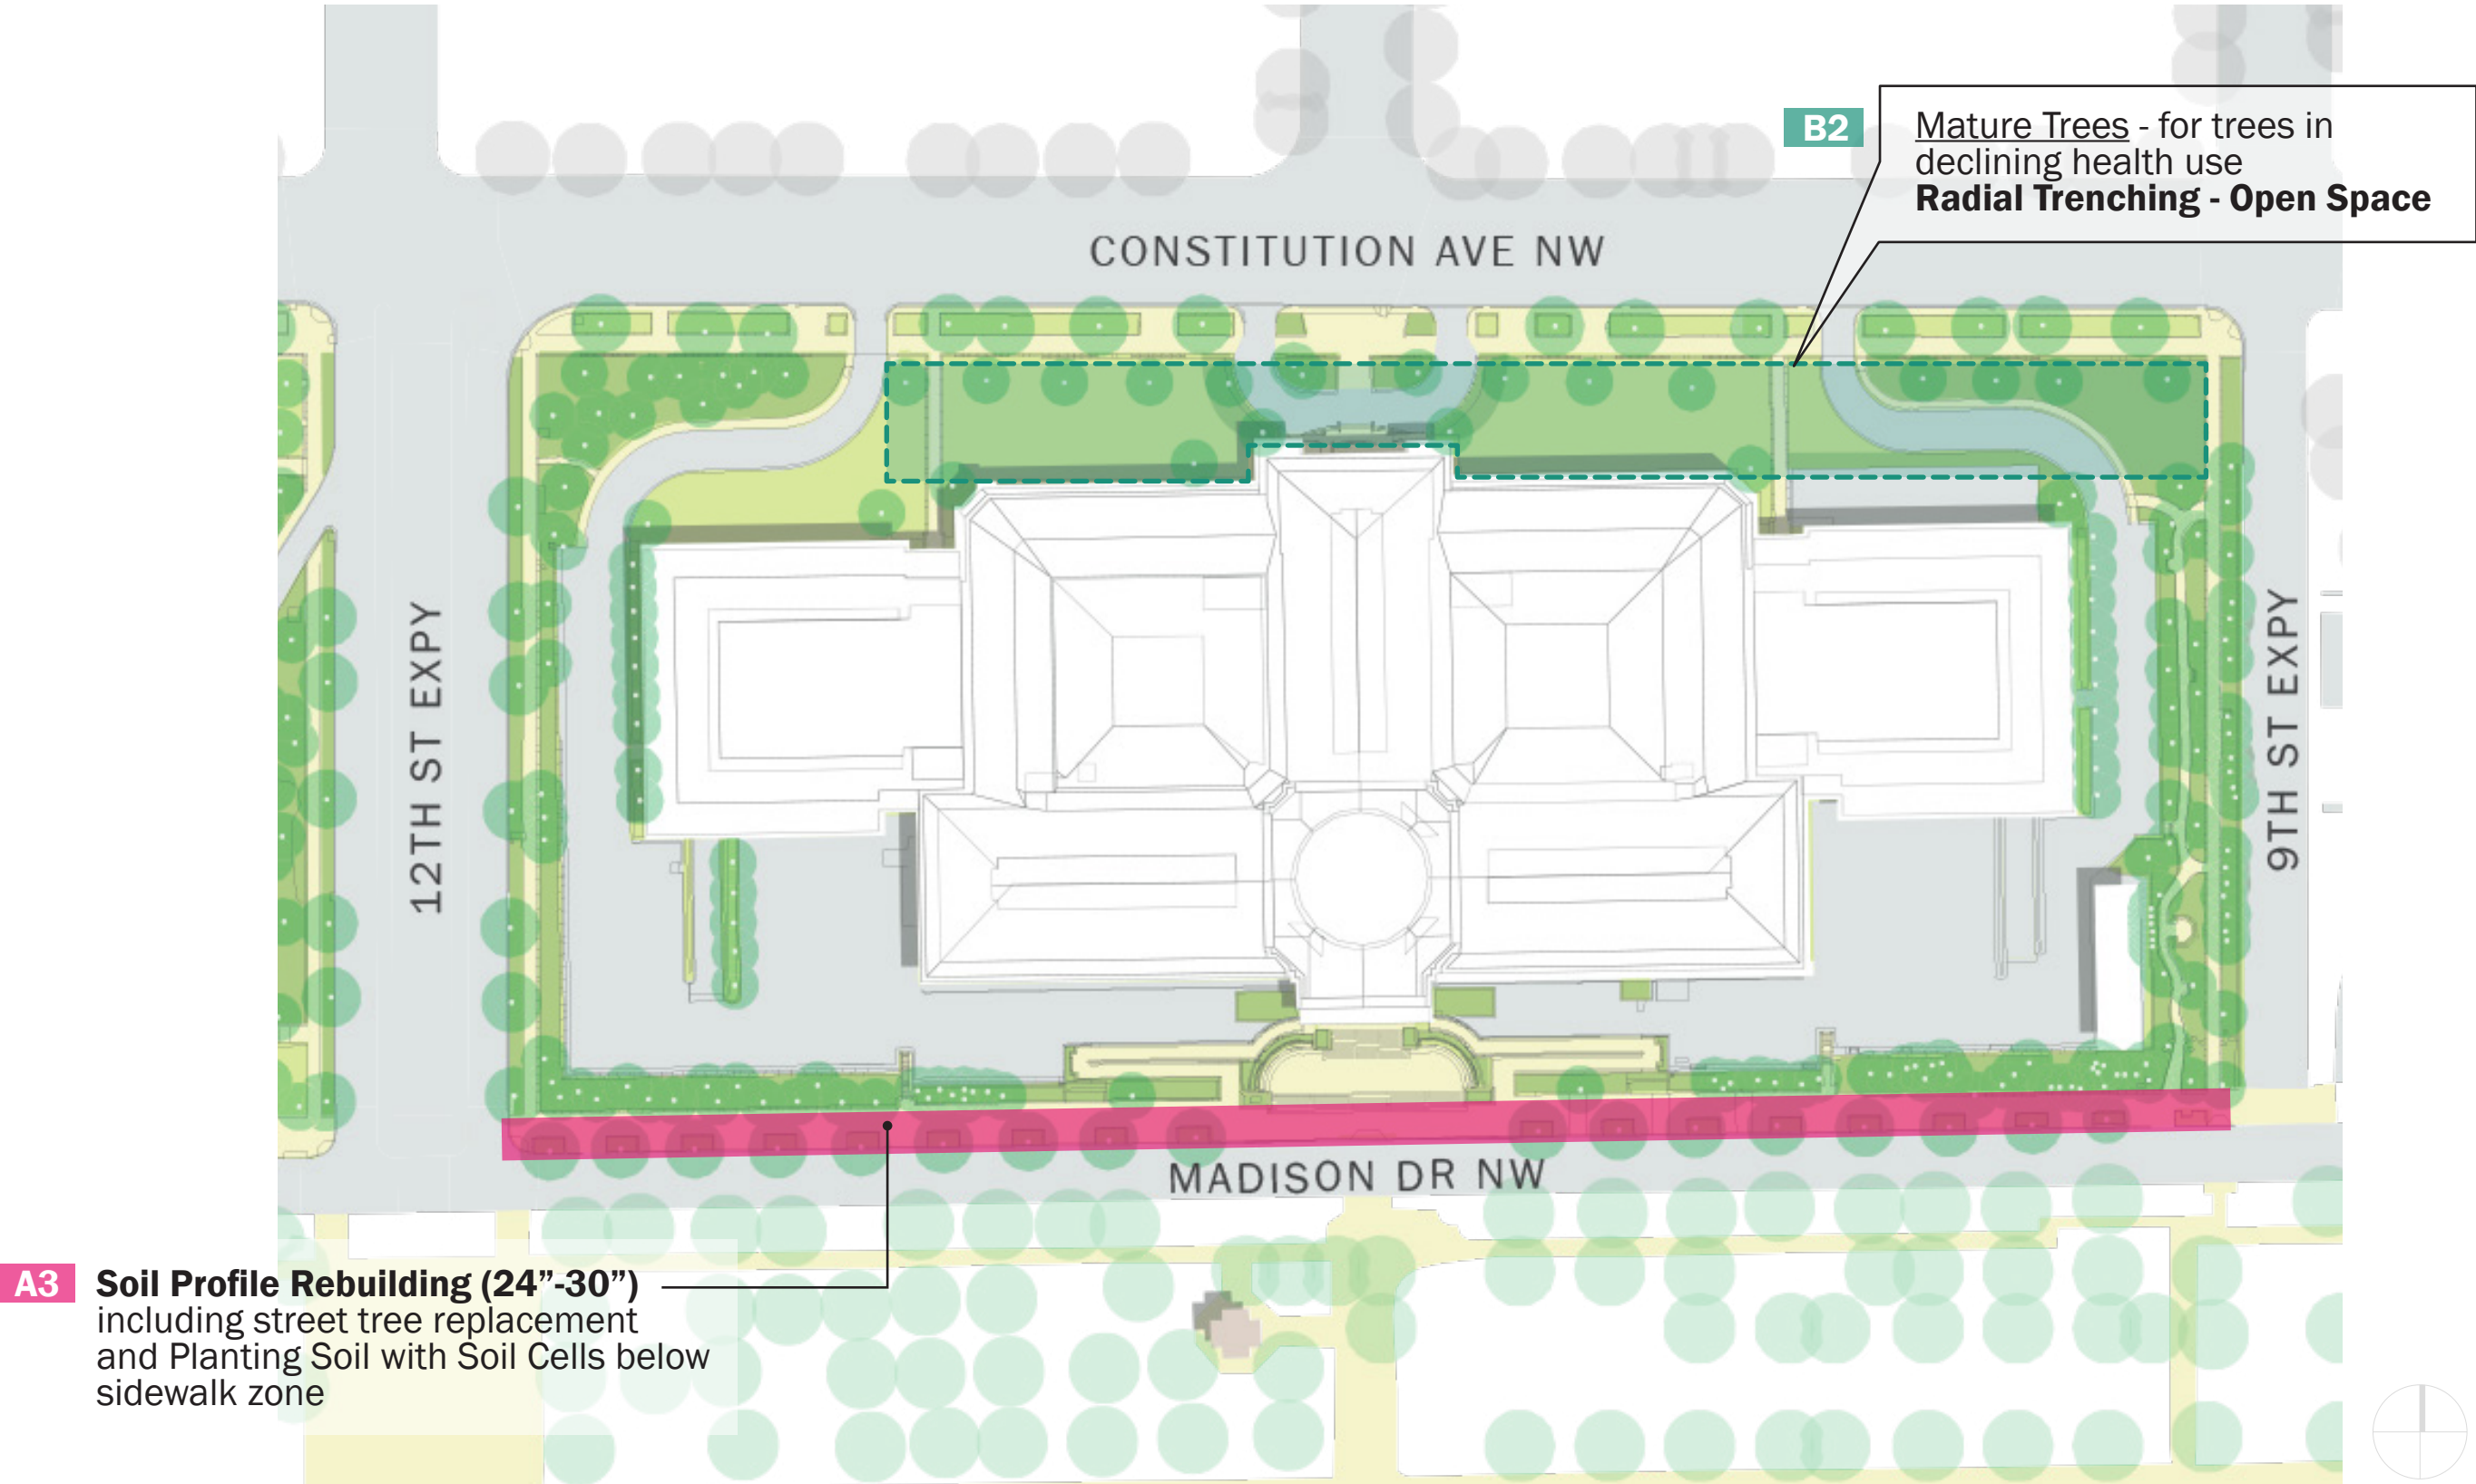 B2
Mature Trees - for trees in
declining health use
Radial Trenching - Open Space
CONSTITUTION AVE NW
12TH ST EXPY
9TH ST EXPY
MADISON DR NW
A3
Soil Profile Rebuilding (24”-30”)
including street tree replacement
and Planting Soil with Soil Cells below
sidewalk zone